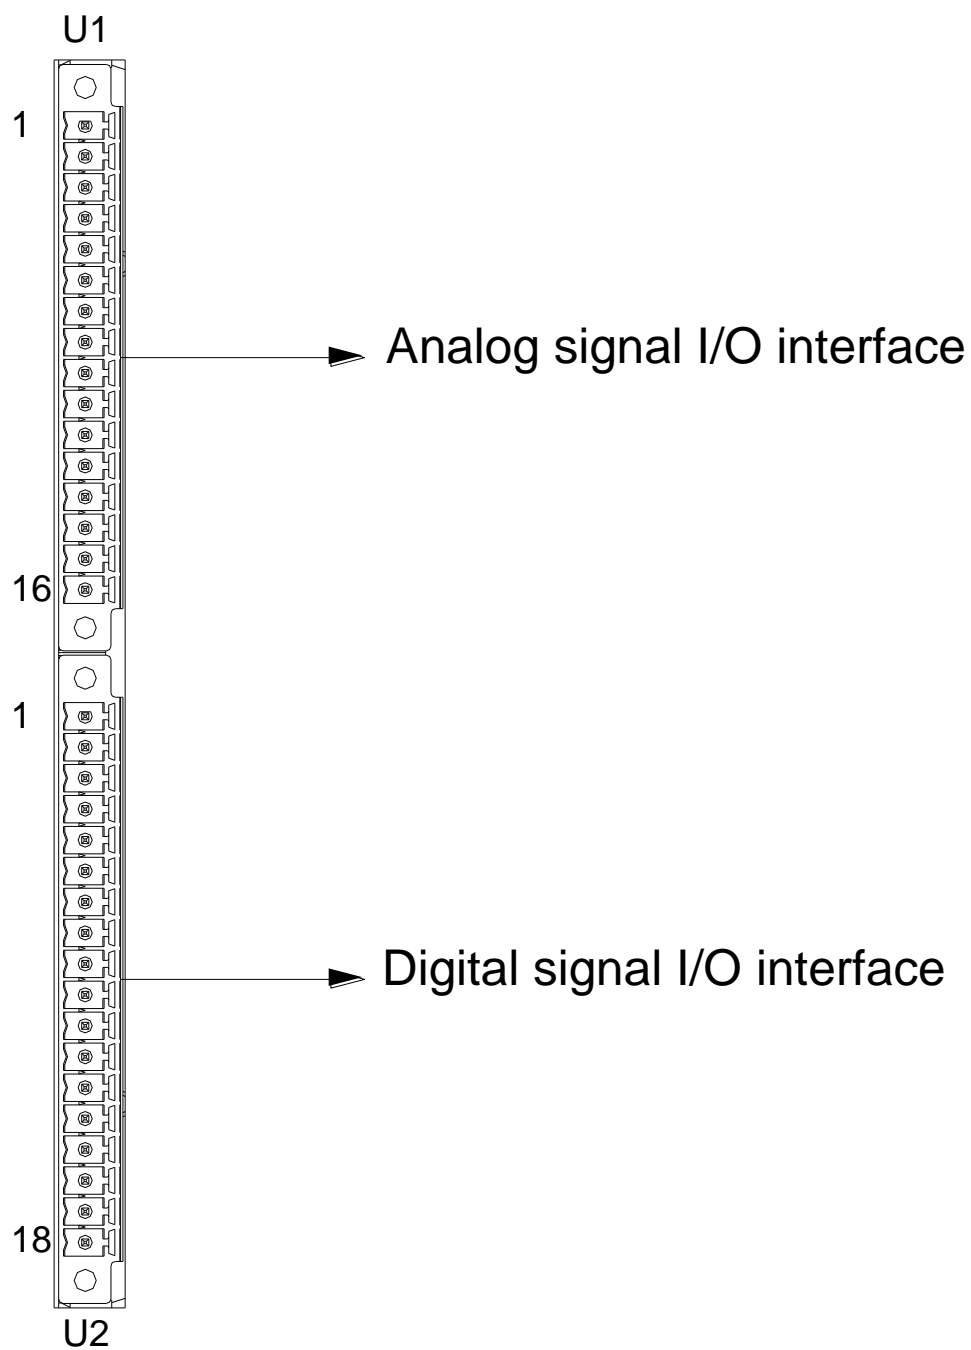 U1
1
Analog signal I/O interface
16
1
Digital signal I/O interface
18
U2